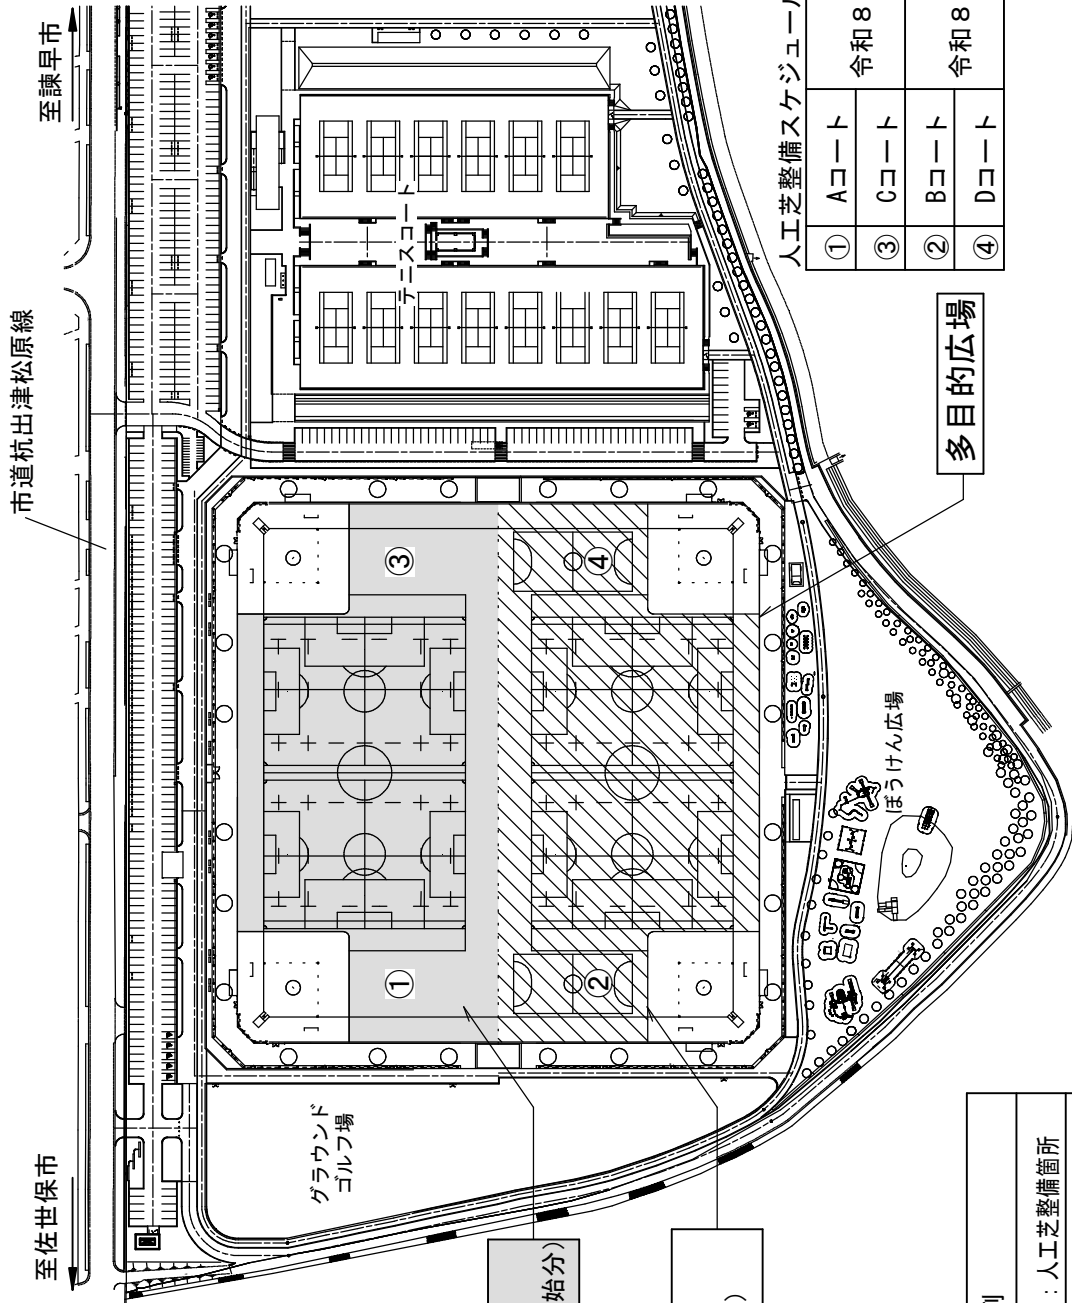 至佐世保市
至諫早市
市道杭出津松原線
テニスコート
グラウンド
ゴルフ場
①
②
③
④
多目的広場
ぼうけん広場
人工芝整備スケジュール
① Aコート 令和8
③ Cコート
② Bコート 令和8
④ Dコート
始分）
）
：人工芝整備箇所